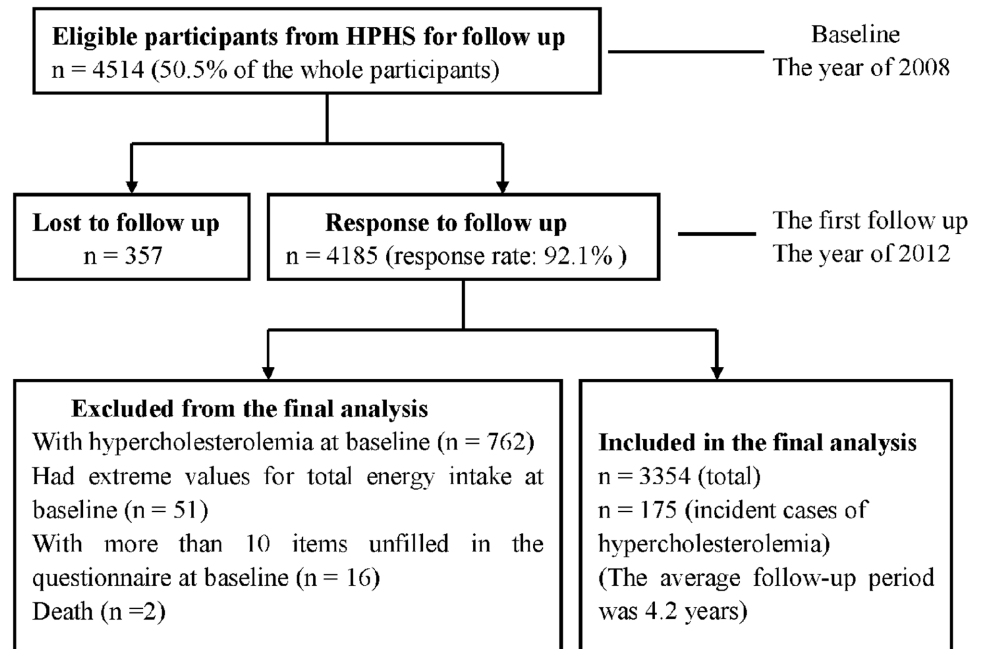 Eligible participants from HPHS for follow up
n = 4514 (50.5% of the whole participants)
Baseline
The year of 2008
Lost to follow up
n = 357
Response to follow up
n = 4185 (response rate: 92.1% )
The first follow up
The year of 2012
Excluded from the final analysis
With hypercholesterolemia at baseline (n = 762)
Had extreme values for total energy intake at
baseline (n = 51)
With more than 10 items unfilled in the
questionnaire at baseline (n = 16)
Death (n =2)
Included in the final analysis
n = 3354 (total)
n = 175 (incident cases of
hypercholesterolemia)
(The average follow-up period
was 4.2 years)